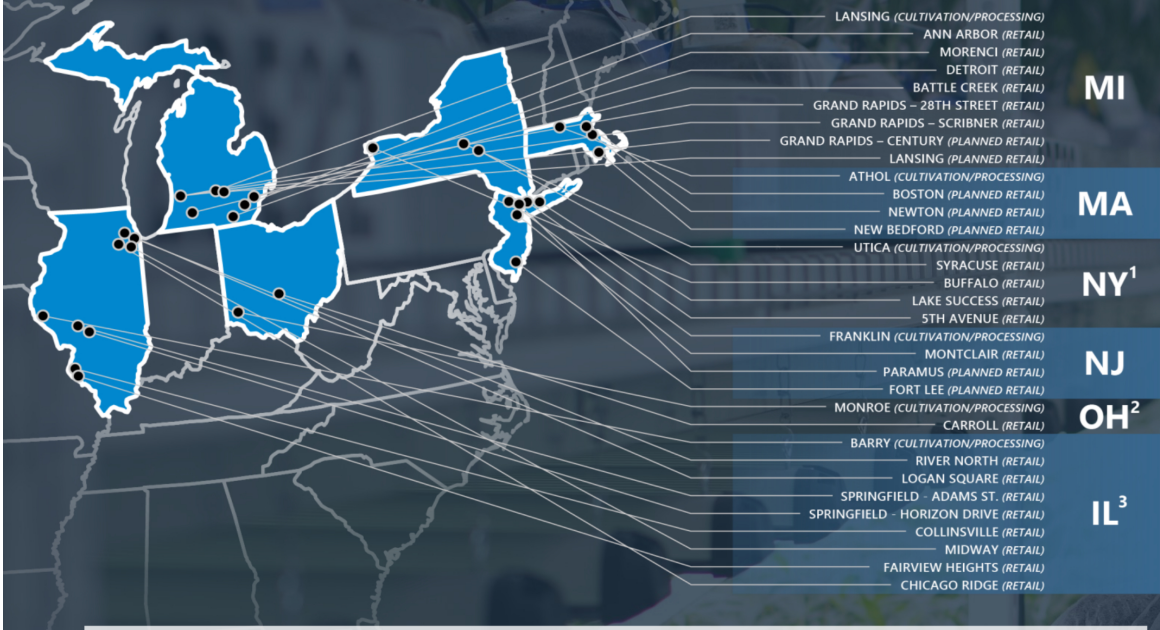 LANSING (CULTIVATION/PROCESSING)
ANN ARBOR (RETAIL)
MORENCI (RETAIL)
DETROIT (RETAIL)
BATTLE CREEK (RETAIL)
GRAND RAPIDS – 28TH STREET (RETAIL)
GRAND RAPIDS – SCRIBNER (RETAIL)
GRAND RAPIDS – CENTURY (PLANNED RETAIL)
LANSING (PLANNED RETAIL)
MI
ATHOL (CULTIVATION/PROCESSING)
BOSTON (PLANNED RETAIL)
NEWTON (PLANNED RETAIL)
NEW BEDFORD (PLANNED RETAIL)
MA
UTICA (CULTIVATION/PROCESSING)
SYRACUSE (RETAIL)
BUFFALO (RETAIL)
LAKE SUCCESS (RETAIL)
5TH AVENUE (RETAIL)
NY1
FRANKLIN (CULTIVATION/PROCESSING)
MONTCLAIR (RETAIL)
PARAMUS (PLANNED RETAIL)
FORT LEE (PLANNED RETAIL)
NJ
MONROE (CULTIVATION/PROCESSING)
CARROLL (RETAIL)
OH2
BARRY (CULTIVATION/PROCESSING)
RIVER NORTH (RETAIL)
LOGAN SQUARE (RETAIL)
SPRINGFIELD - ADAMS ST. (RETAIL)
SPRINGFIELD - HORIZON DRIVE (RETAIL)
COLLINSVILLE (RETAIL)
MIDWAY (RETAIL)
FAIRVIEW HEIGHTS (RETAIL)
CHICAGO RIDGE (RETAIL)
IL3